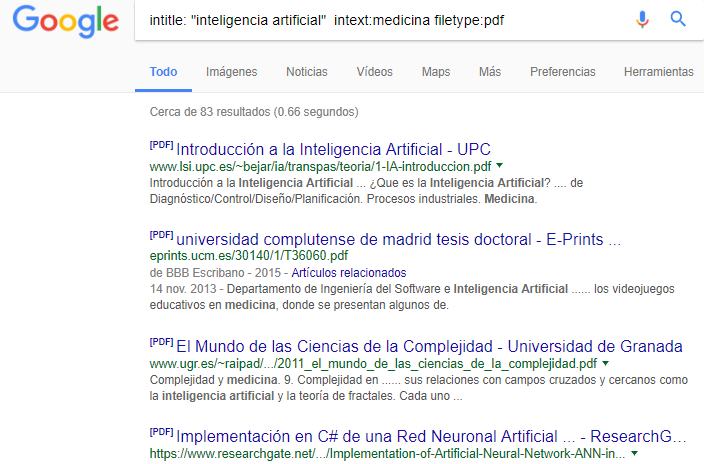 Google
intitle: "inteligencia artificial"  intext:medicina filetype:pdf
Todo Imágenes Noticias Vídeos Maps Más Preferencias Herramientas
Cerca de 83 resultados (0.66 segundos)
[PDF] Introducción a la Inteligencia Artificial - UPC
www.lsi.upc.es/~bejar/ia/transpas/teoria/1-IA-introduccion.pdf
Introducción a la Inteligencia Artificial ... ¿Que es la Inteligencia Artificial? .... de
Diagnóstico/Control/Diseño/Planificación. Procesos industriales. Medicina.
[PDF] universidad complutense de madrid tesis doctoral - E-Prints ...
eprints.ucm.es/30140/1/T36060.pdf
de BBB Escribano - 2015 - Artículos relacionados
14 nov. 2013 - Departamento de Ingeniería del Software e Inteligencia Artificial ...... los videojuegos
educativos en medicina, donde se presentan algunos de.
[PDF] El Mundo de las Ciencias de la Complejidad - Universidad de Granada
www.ugr.es/~raipad/.../2011_el_mundo_de_las_ciencias_de_la_complejidad.pdf
Complejidad y medicina. 9. Complejidad en ...... sus relaciones con campos cruzados y cercanos como
la inteligencia artificial y la teoría de fractales. Cada uno ...
[PDF] Implementación en C# de una Red Neuronal Artificial ... - ResearchG...
https://www.researchgate.net/.../Implementation-of-Artificial-Neural-Network-ANN-in...